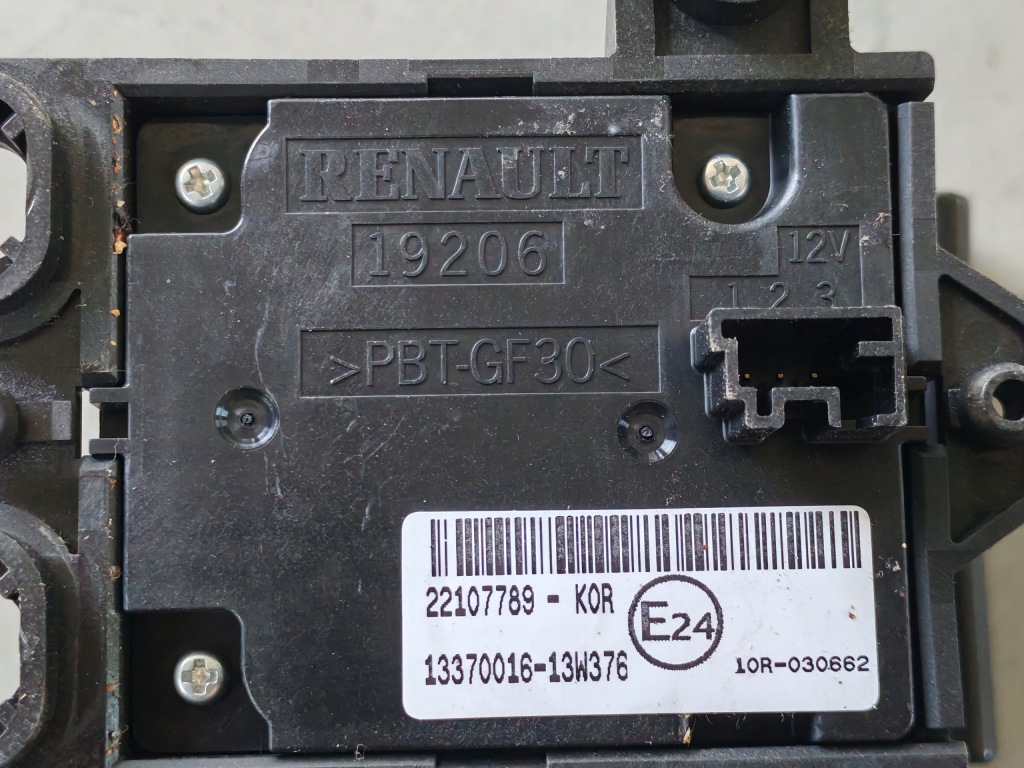 RENAULT
19206
12V
1 2 3
>PBT-GF30<
22107789 - KOR
E24
13370016-13W376
10R-030662